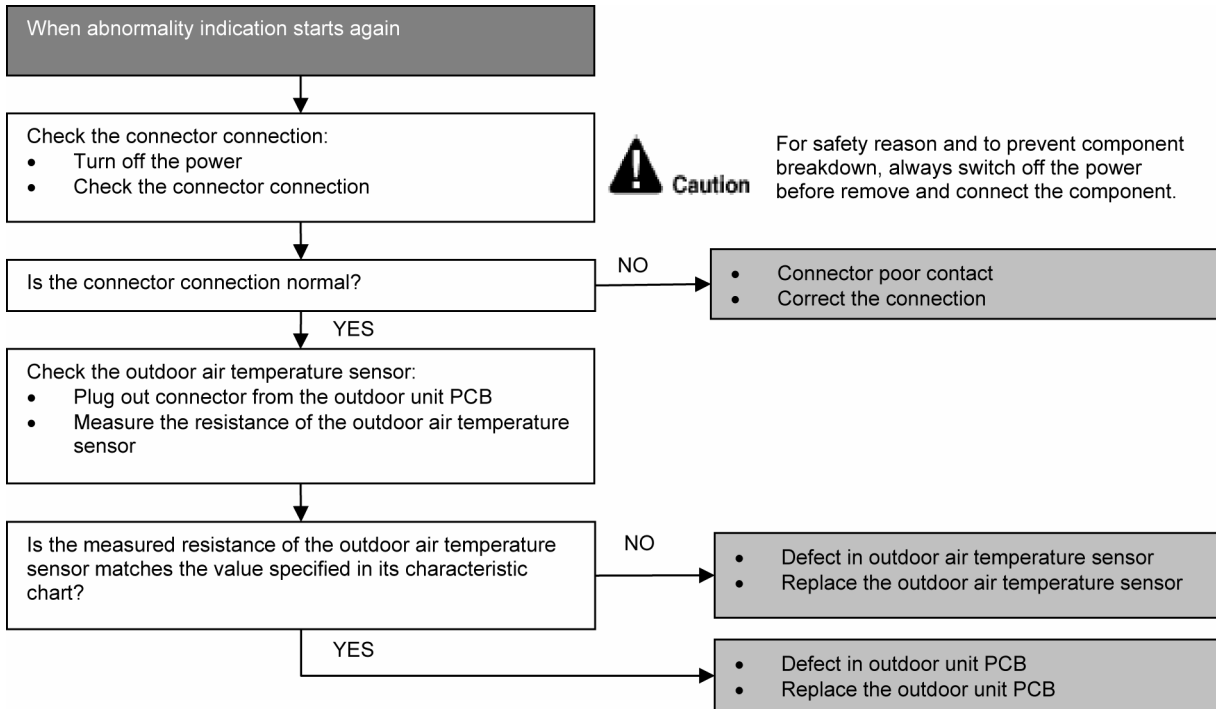 When abnormality indication starts again
Check the connector connection:
• Turn off the power
• Check the connector connection
Caution
For safety reason and to prevent component
breakdown, always switch off the power
before remove and connect the component.
Is the connector connection normal?
NO
• Connector poor contact
• Correct the connection
YES
Check the outdoor air temperature sensor:
• Plug out connector from the outdoor unit PCB
• Measure the resistance of the outdoor air temperature
sensor
Is the measured resistance of the outdoor air temperature
sensor matches the value specified in its characteristic
chart?
NO
• Defect in outdoor air temperature sensor
• Replace the outdoor air temperature sensor
YES
• Defect in outdoor unit PCB
• Replace the outdoor unit PCB